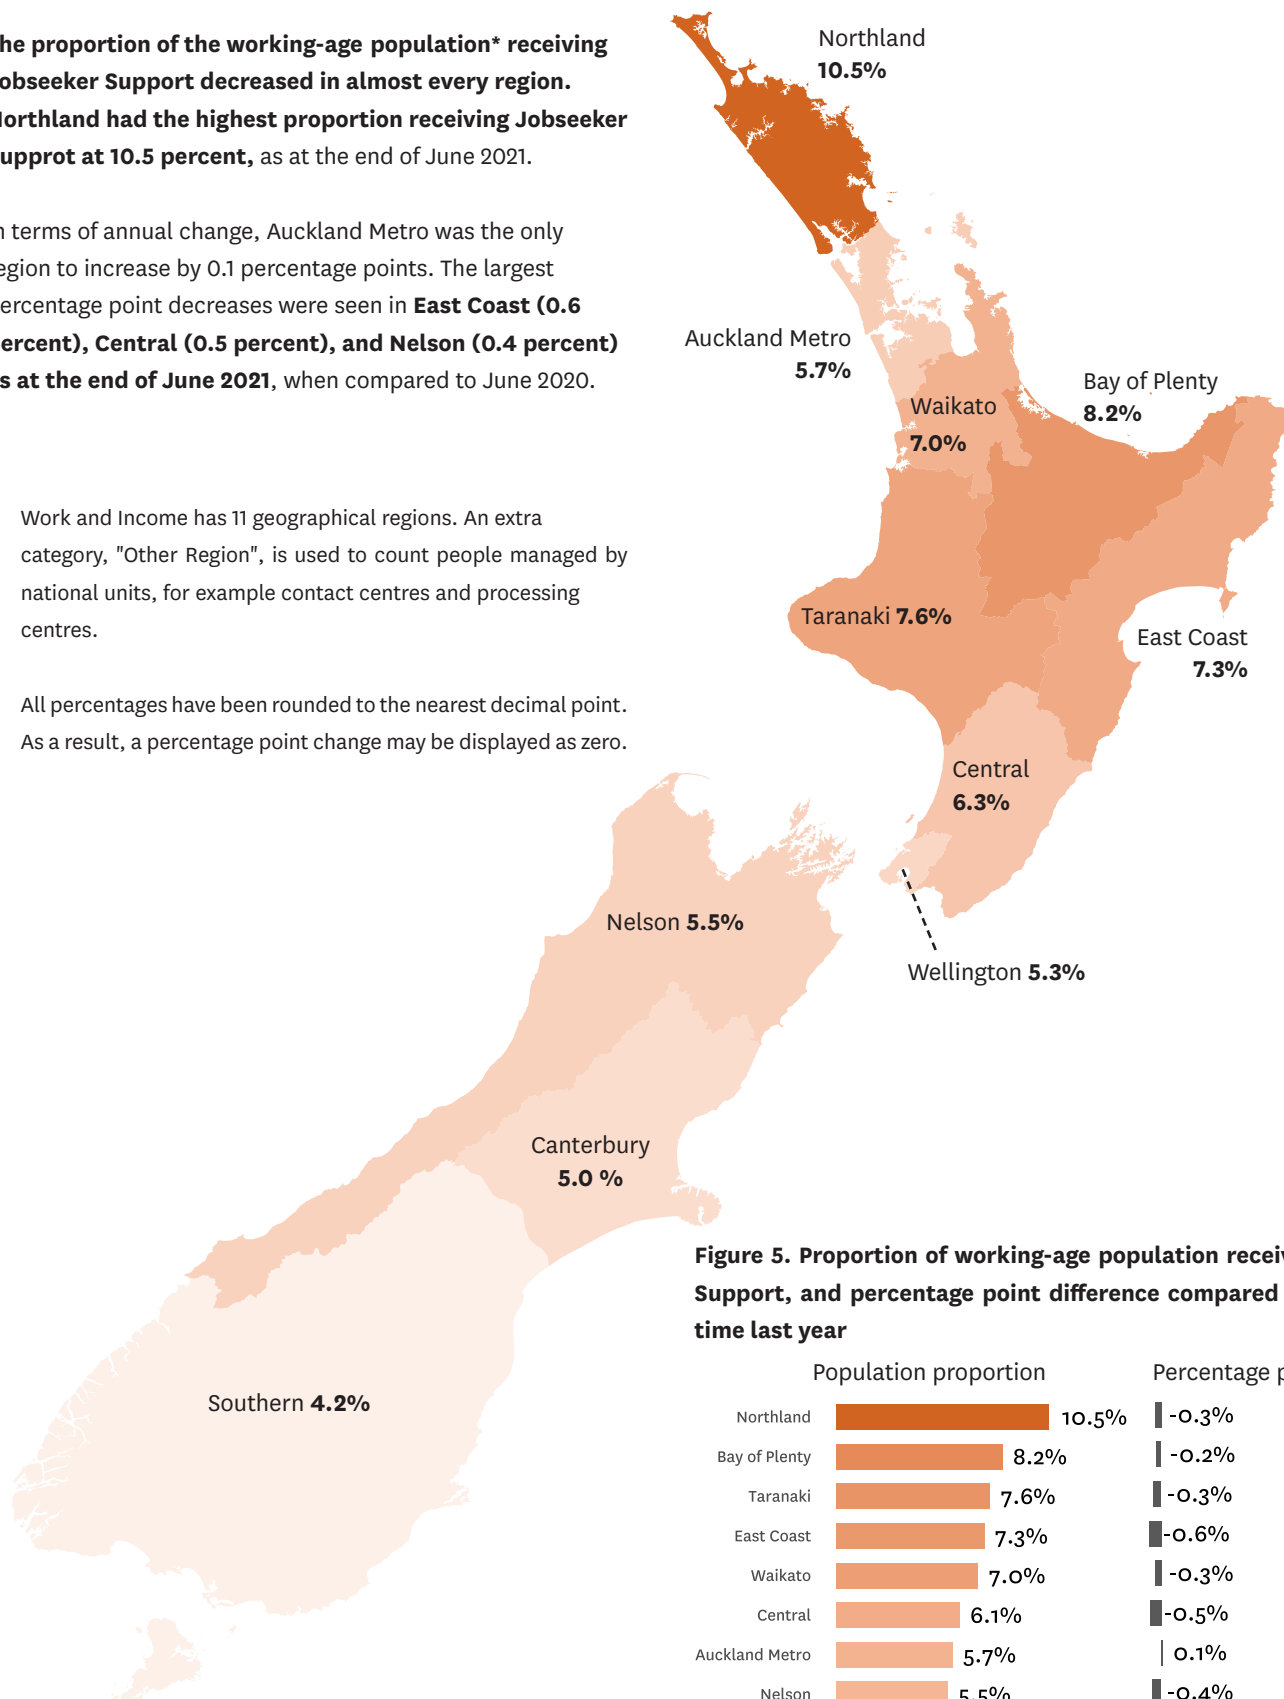 he proportion of the working-age population* receiving
obseeker Support decreased in almost every region.
orthland had the highest proportion receiving Jobseeker
upprot at 10.5 percent, as at the end of June 2021.
n terms of annual change, Auckland Metro was the only
egion to increase by 0.1 percentage points. The largest
ercentage point decreases were seen in East Coast (0.6
ercent), Central (0.5 percent), and Nelson (0.4 percent)
s at the end of June 2021, when compared to June 2020.
Work and Income has 11 geographical regions. An extra
category, "Other Region", is used to count people managed by
national units, for example contact centres and processing
centres.
All percentages have been rounded to the nearest decimal point.
As a result, a percentage point change may be displayed as zero.
Northland
10.5%
Auckland Metro
5.7%
Waikato
7.0%
Bay of Plenty
8.2%
Taranaki 7.6%
East Coast
7.3%
Central
6.3%
Wellington 5.3%
Nelson 5.5%
Canterbury
5.0 %
Southern 4.2%
Figure 5. Proportion of working-age population receiv
Support, and percentage point difference compared
time last year
Population proportion Percentage p
Northland 10.5% -0.3%
Bay of Plenty 8.2% -0.2%
Taranaki 7.6% -0.3%
East Coast 7.3% -0.6%
Waikato 7.0% -0.3%
Central 6.1% -0.5%
Auckland Metro 5.7% 0.1%
Nelson 5.5% -0.4%